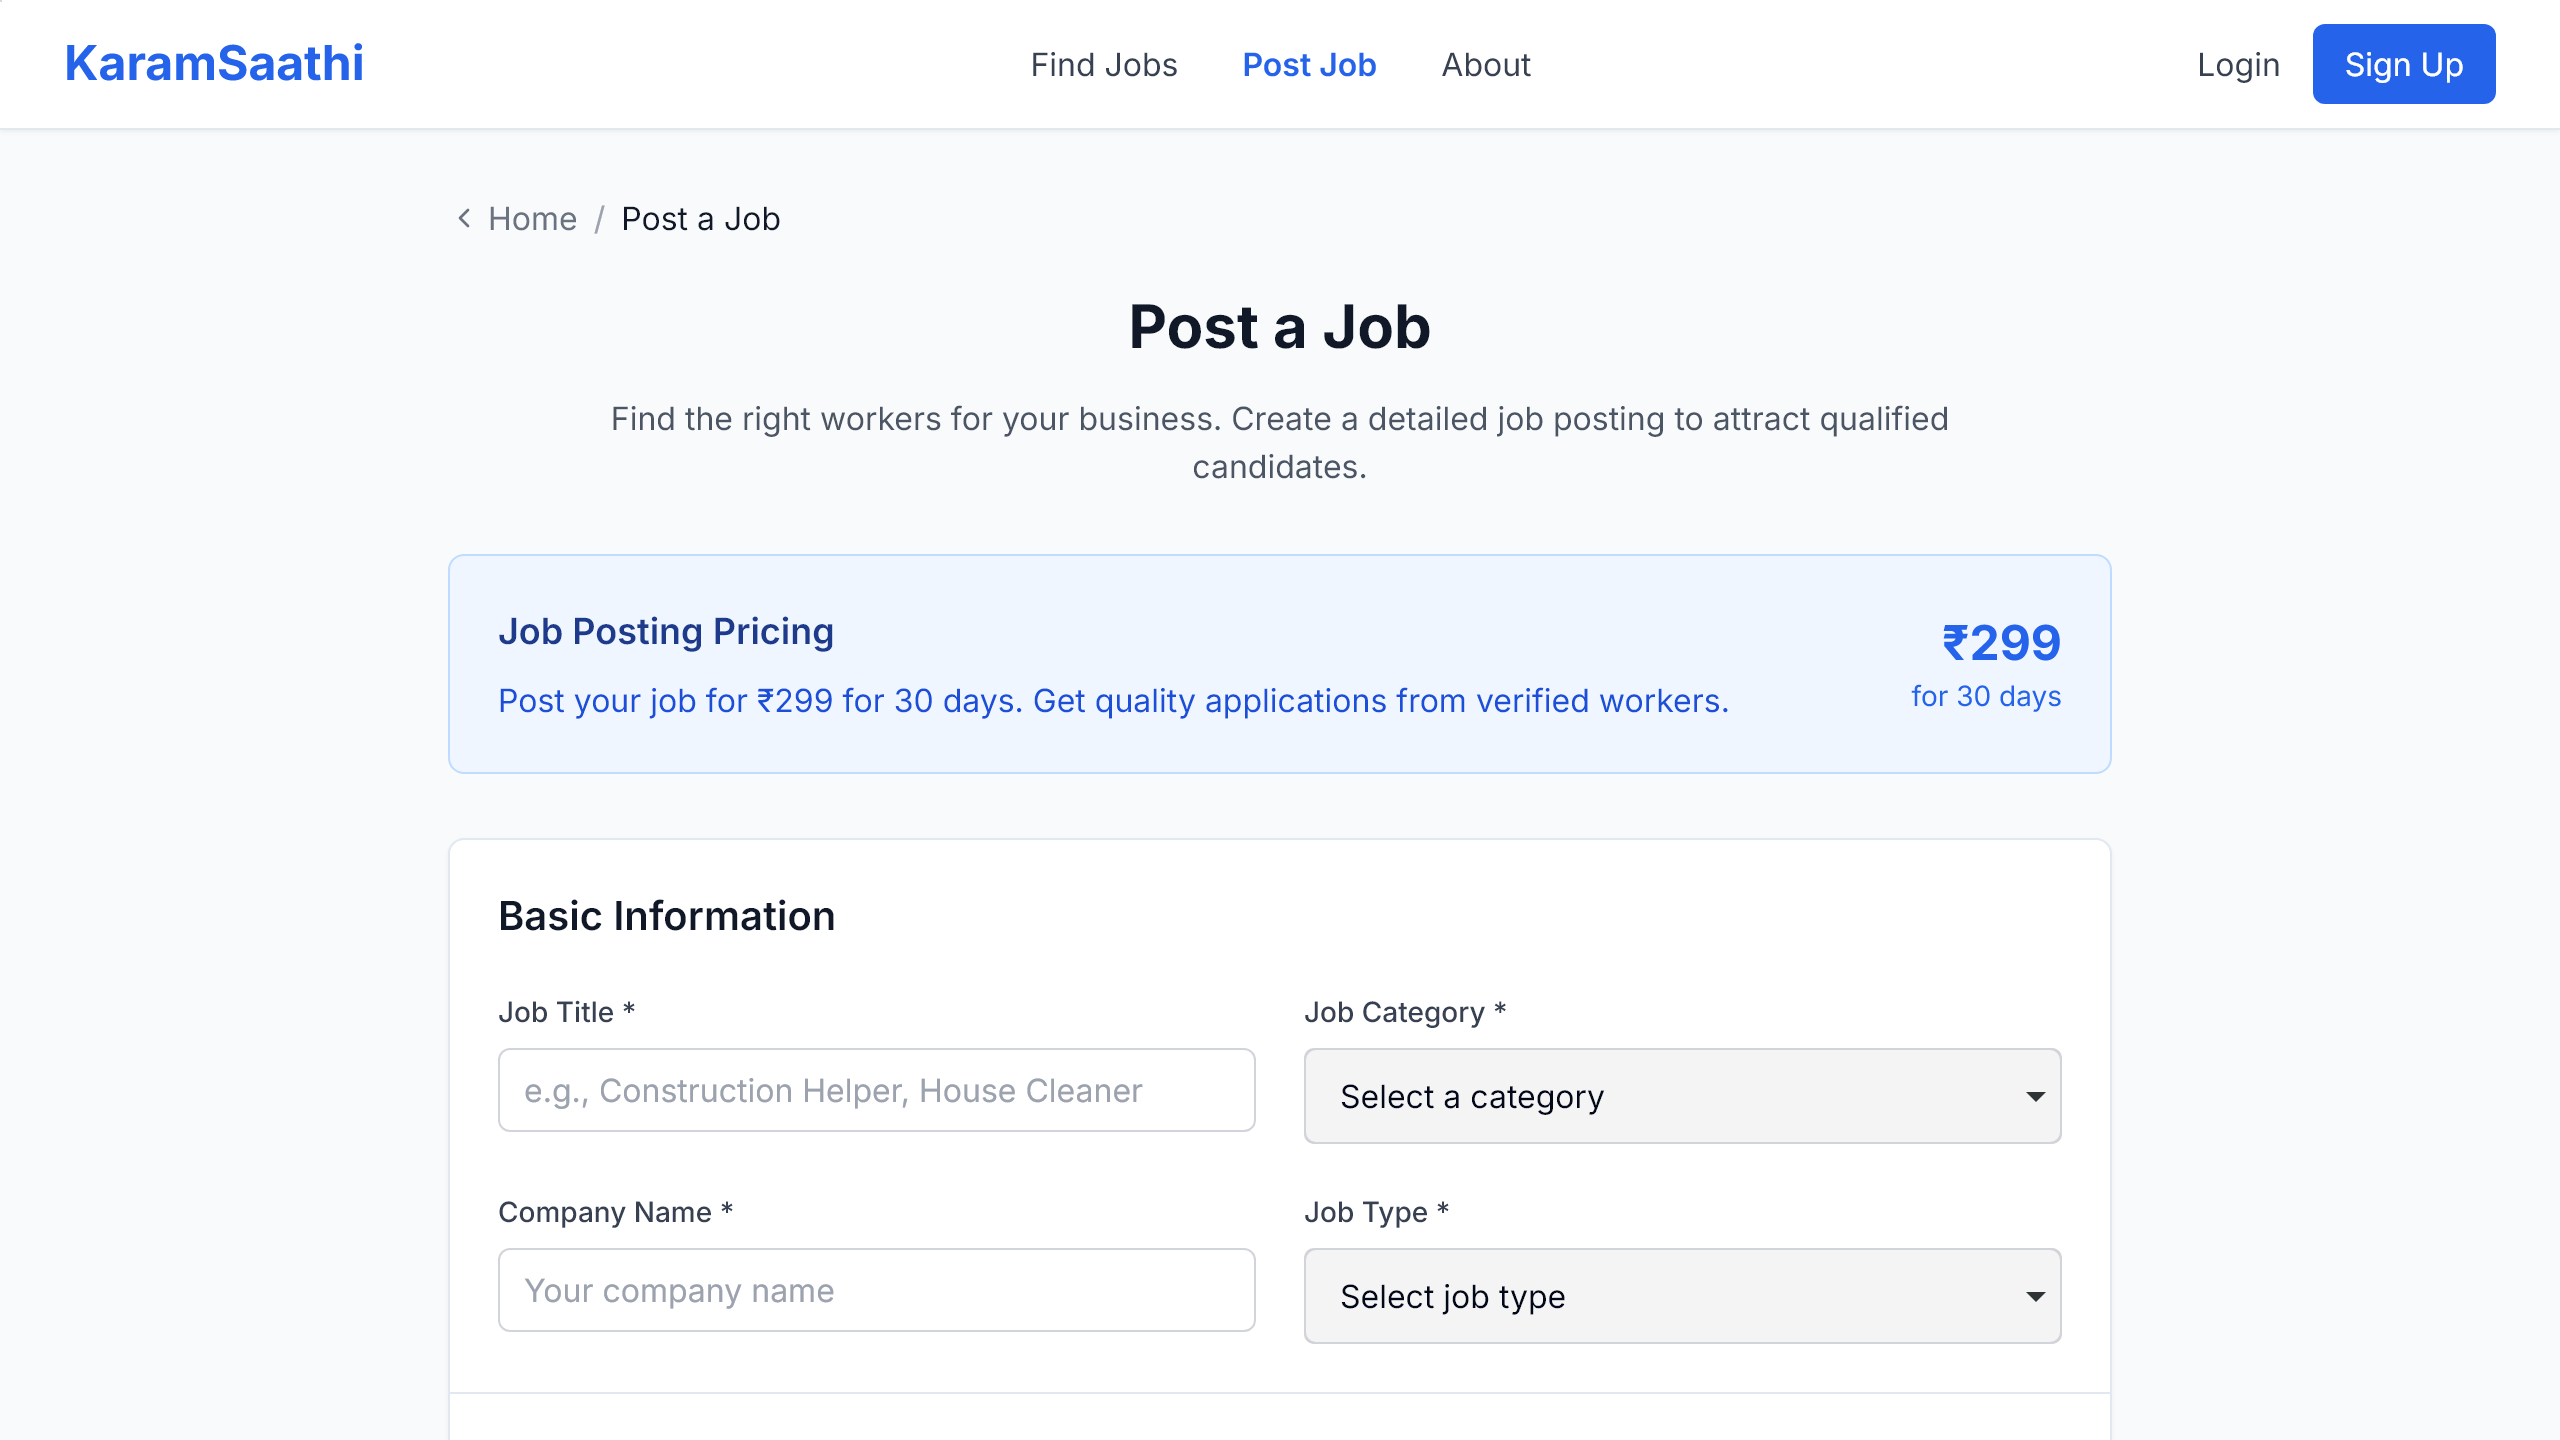 KaramSaathi
Find Jobs
Post Job
About
Login
Sign Up
Home / Post a Job
Post a Job
Find the right workers for your business. Create a detailed job posting to attract qualified
candidates.
Job Posting Pricing
Post your job for ₹299 for 30 days. Get quality applications from verified workers.
₹299
for 30 days
Basic Information
Job Title *
e.g., Construction Helper, House Cleaner
Job Category *
Select a category
Company Name *
Your company name
Job Type *
Select job type